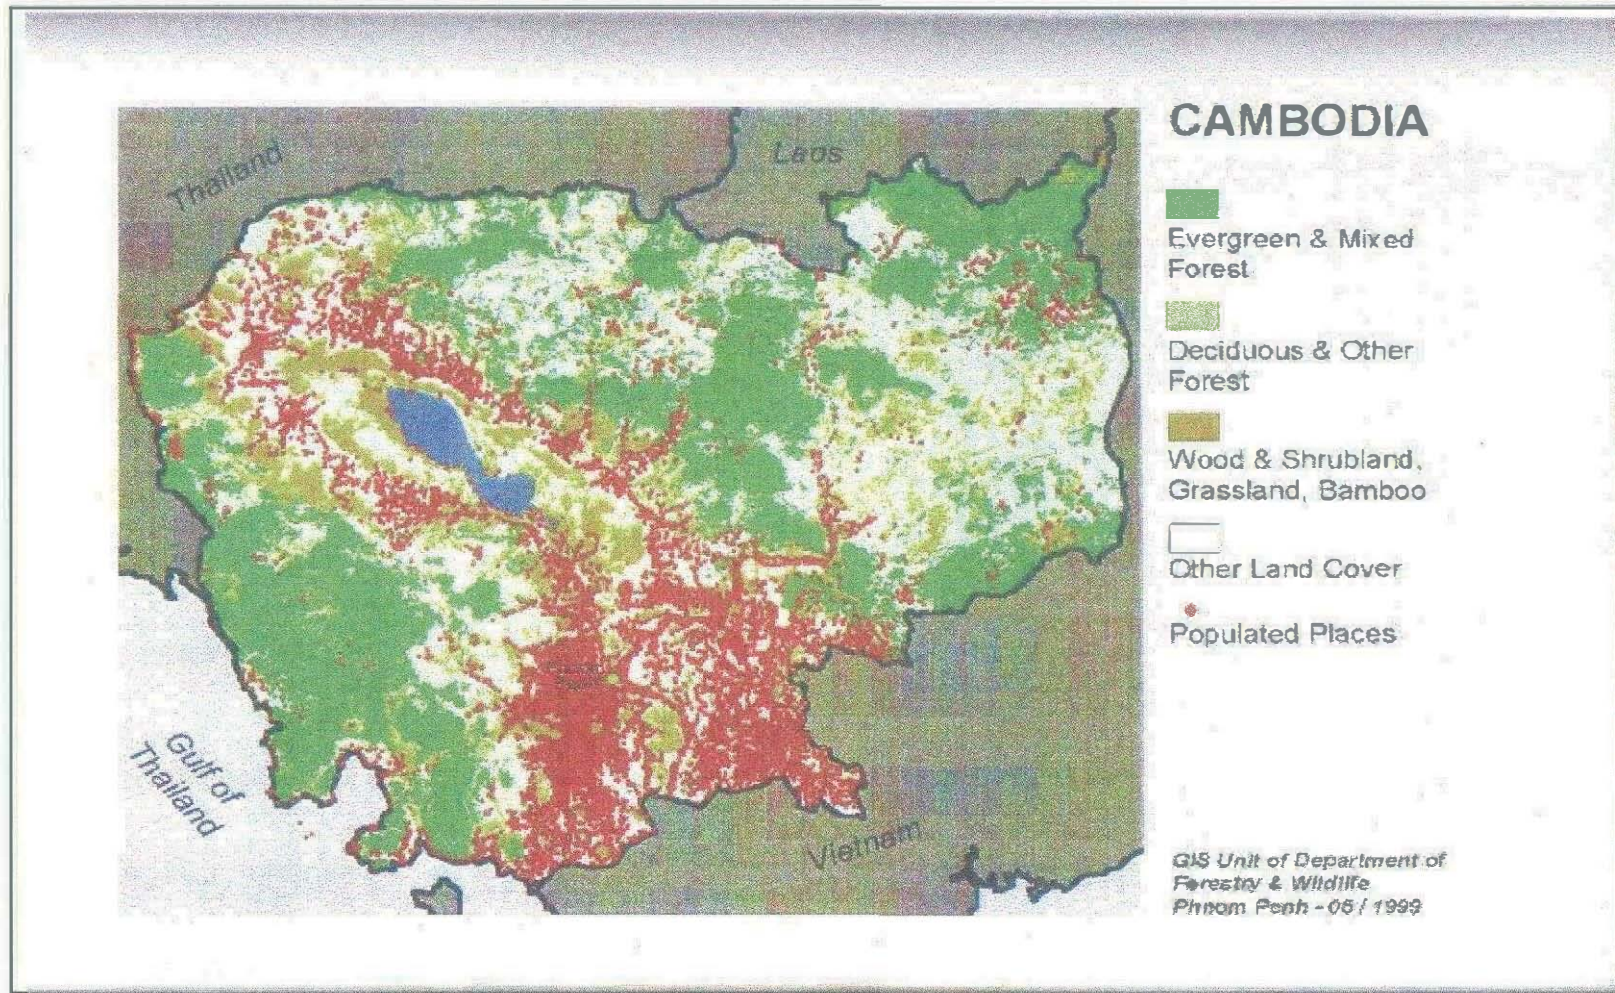 CAMBODIA
Thailand
Laos
Evergreen & Mixed
Forest
Deciduous & Other
Forest
Wood & Shrubland,
Grassland, Bamboo
Other Land Cover
Populated Places
Gulf of
Thailand
Vietnam
GIS Unit of Department of
Forestry & Wildlife
Phnom Penh - 05 / 1999